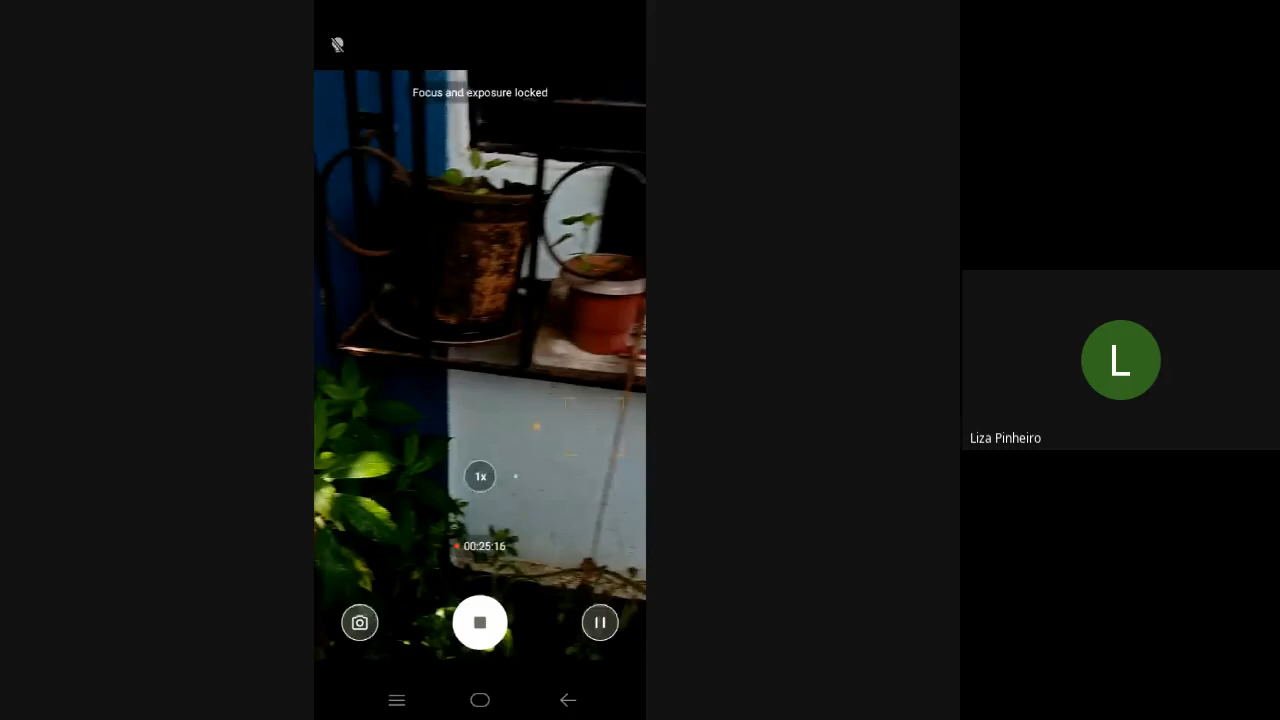 Focus and exposure locked
1x
00:25:16
L
Liza Pinheiro